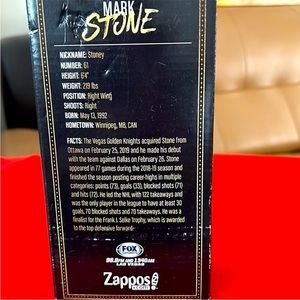 MARK
STONE
NICKNAME: Stoney
NUMBER: 61
HEIGHT: 6'4"
WEIGHT: 219 lbs
POSITION: Right Wing
SHOOTS: Right
BORN: May 13, 1992
HOMETOWN: Winnipeg, MB, CAN
FACTS: The Vegas Golden Knights acquired Stone from
Ottawa on February 25, 2019 and he made his debut
with the team against Dallas on February 26. Stone
appeared in 77 games during the 2018-19 season and
finished the season posting career-highs in multiple
categories: points (73), goals (33), blocked shots (71)
and hits (72). He led the NHL with 122 takeaways and
was the only player in the league to have at least 30
goals, 70 blocked shots and 70 takeaways. He was a
finalist for the Frank J. Selke Trophy, which is awarded
to the top defensive forward.
FOX
98.9FM AND 1340AM
LAS VEGAS
Zappos